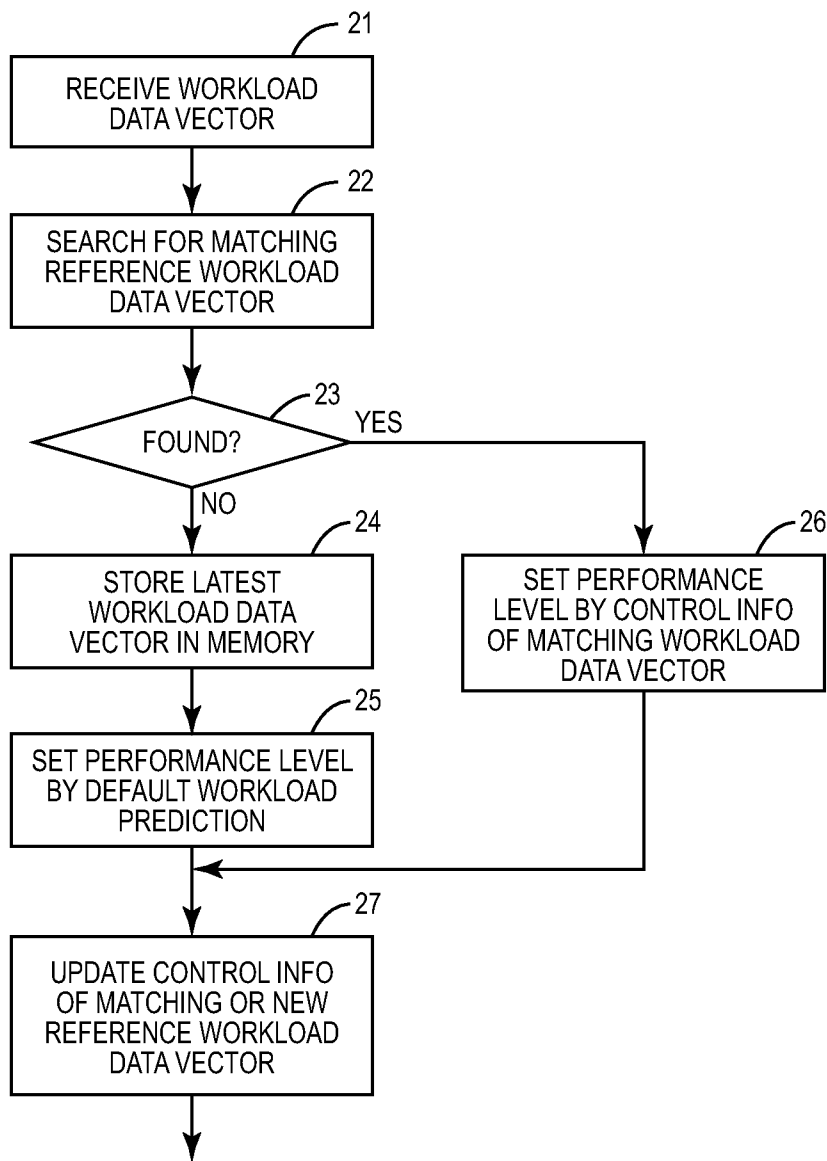 21
RECEIVE WORKLOAD
DATA VECTOR
22
SEARCH FOR MATCHING
REFERENCE WORKLOAD
DATA VECTOR
23
FOUND?
YES
NO
24
STORE LATEST
WORKLOAD DATA
VECTOR IN MEMORY
26
SET PERFORMANCE
LEVEL BY CONTROL INFO
OF MATCHING WORKLOAD
DATA VECTOR
25
SET PERFORMANCE LEVEL
BY DEFAULT WORKLOAD
PREDICTION
27
UPDATE CONTROL INFO
OF MATCHING OR NEW
REFERENCE WORKLOAD
DATA VECTOR